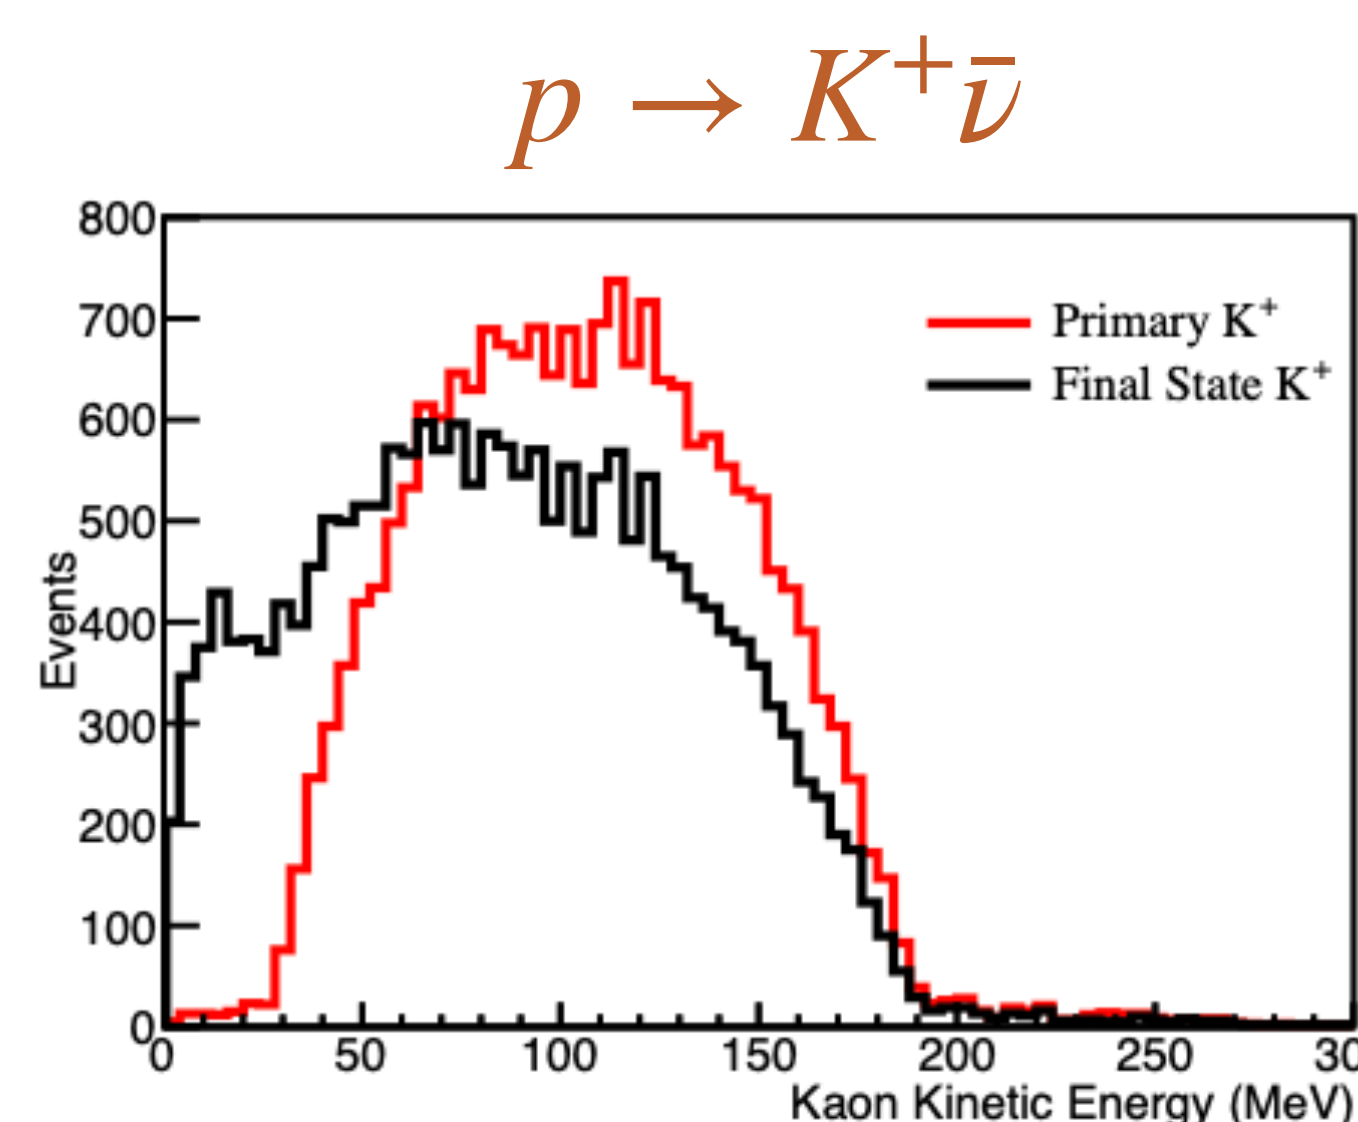 p → K⁺ν̄
800
700
600
500
400
300
200
100
0
Events
Primary K⁺
Final State K⁺
0 50 100 150 200 250 30
Kaon Kinetic Energy (MeV)